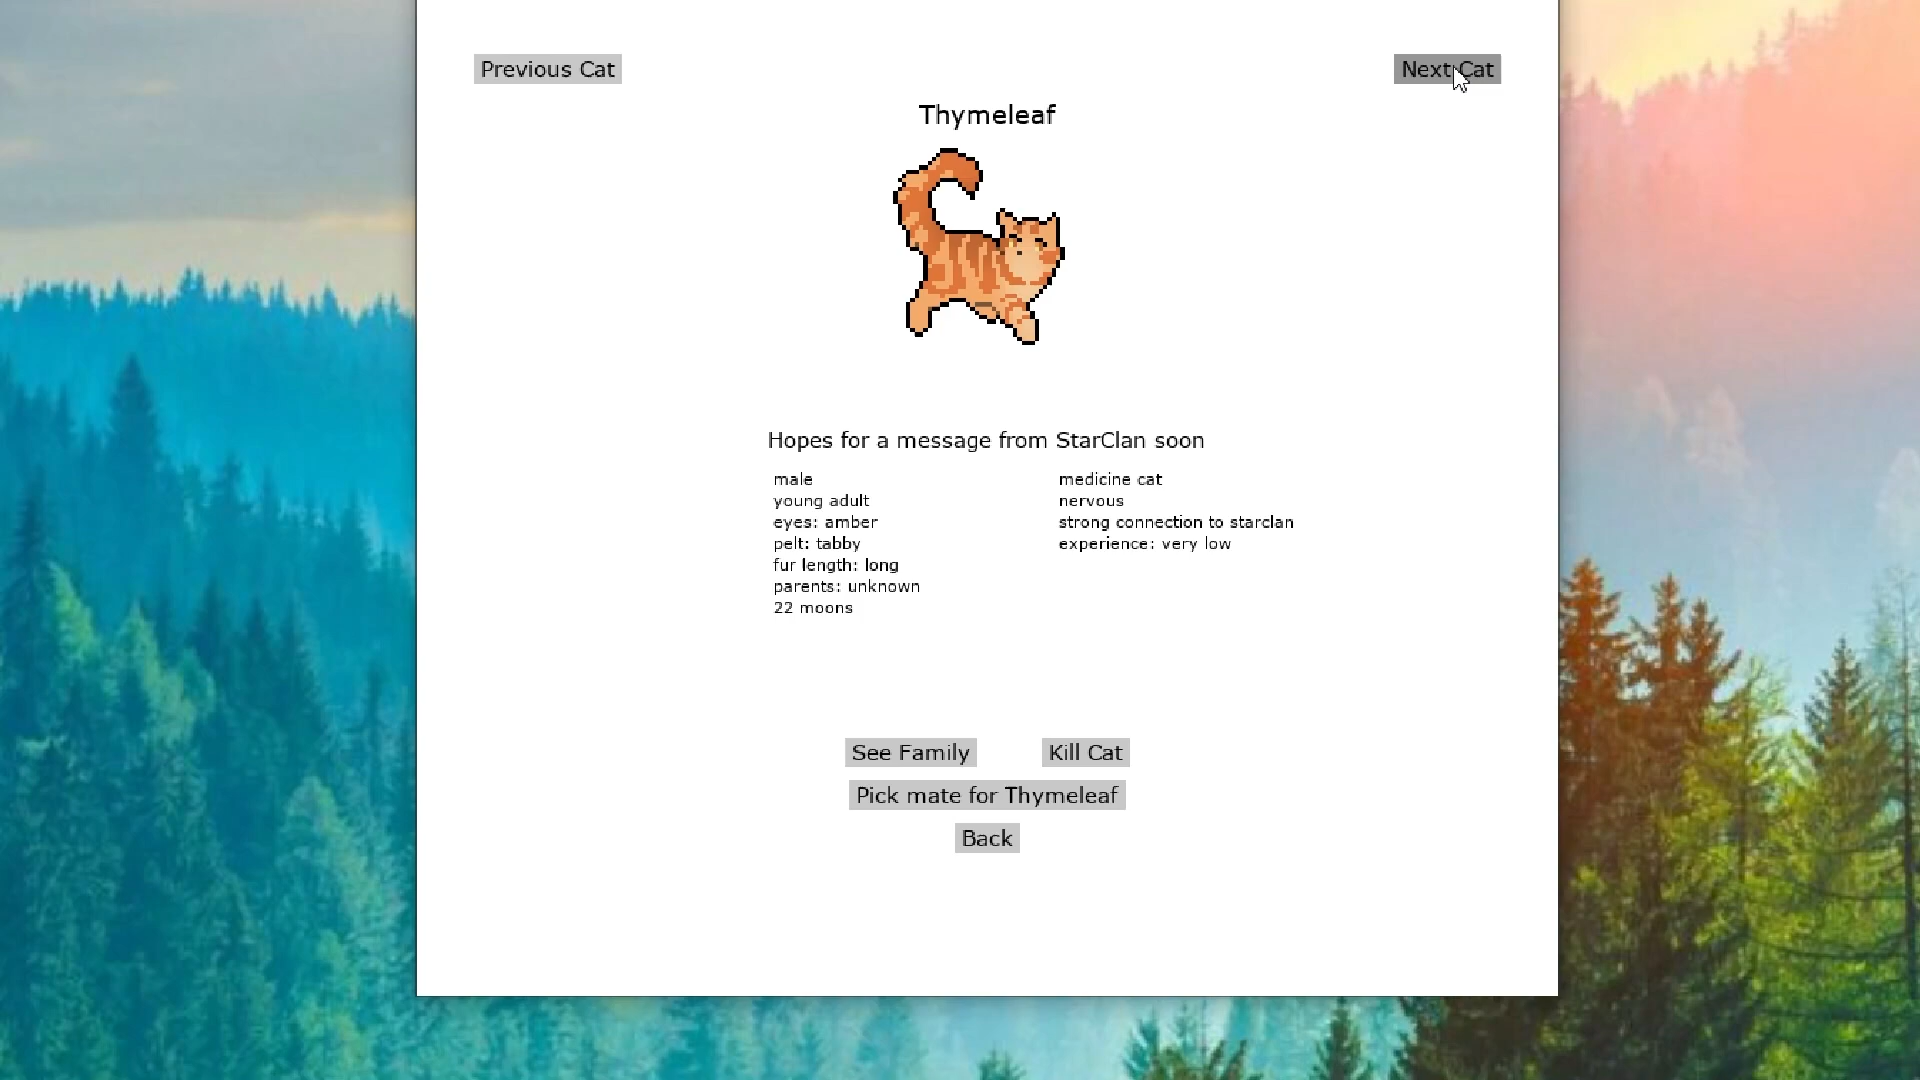 Previous Cat
Next Cat
Thymeleaf
Hopes for a message from StarClan soon
male
young adult
eyes: amber
pelt: tabby
fur length: long
parents: unknown
22 moons
medicine cat
nervous
strong connection to starclan
experience: very low
See Family
Kill Cat
Pick mate for Thymeleaf
Back